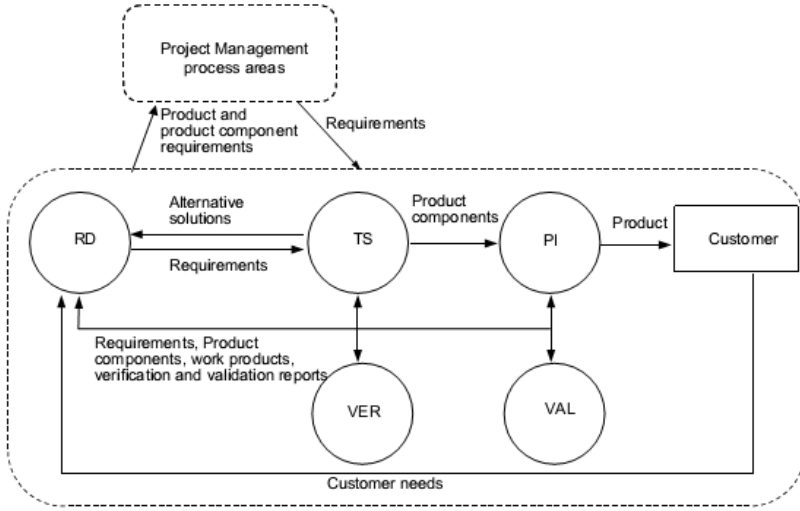 Project Management
process areas
Product and
product component
requirements
Requirements
Alternative
solutions
Product
components
Product
RD
TS
PI
Customer
Requirements
Requirements, Product
components, work products,
verification and validation reports
VER
VAL
Customer needs